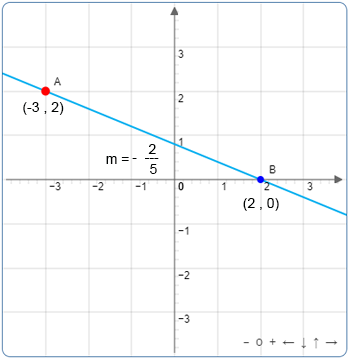 3
A
2
(-3 , 2)
1
m = - 2/5
B
−3 −2 −1 0 0 1 2 3
(2 , 0)
−1
−2
−3
- o + ← ↓ ↑ →